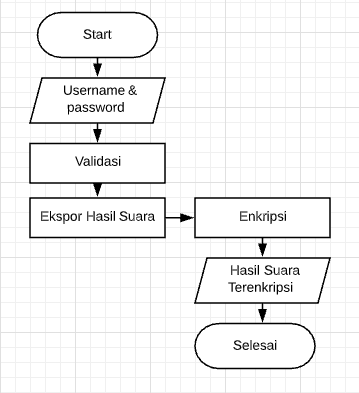 Start
Username &
password
Validasi
Ekspor Hasil Suara
Enkripsi
Hasil Suara
Terenkripsi
Selesai